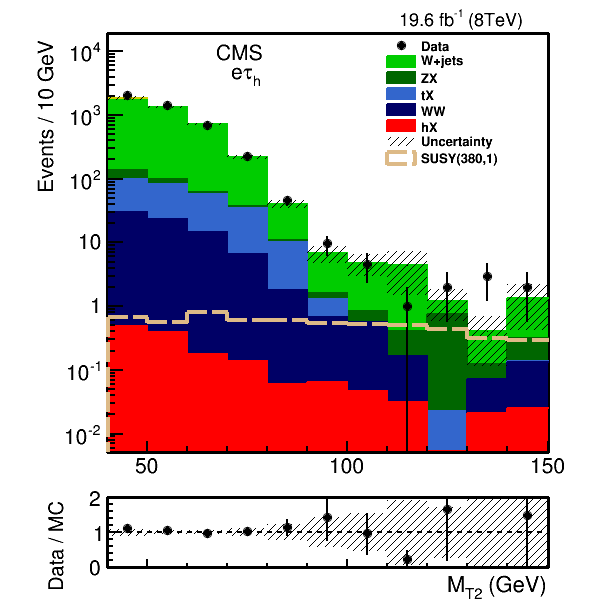 19.6 fb⁻¹ (8TeV)
CMS
eτh
Data
W+jets
ZX
tX
WW
hX
Uncertainty
SUSY(380,1)
Events / 10 GeV
10⁴
10³
10²
10
1
10⁻¹
10⁻²
50 100 150
Data / MC
2
1
0
M_T2 (GeV)